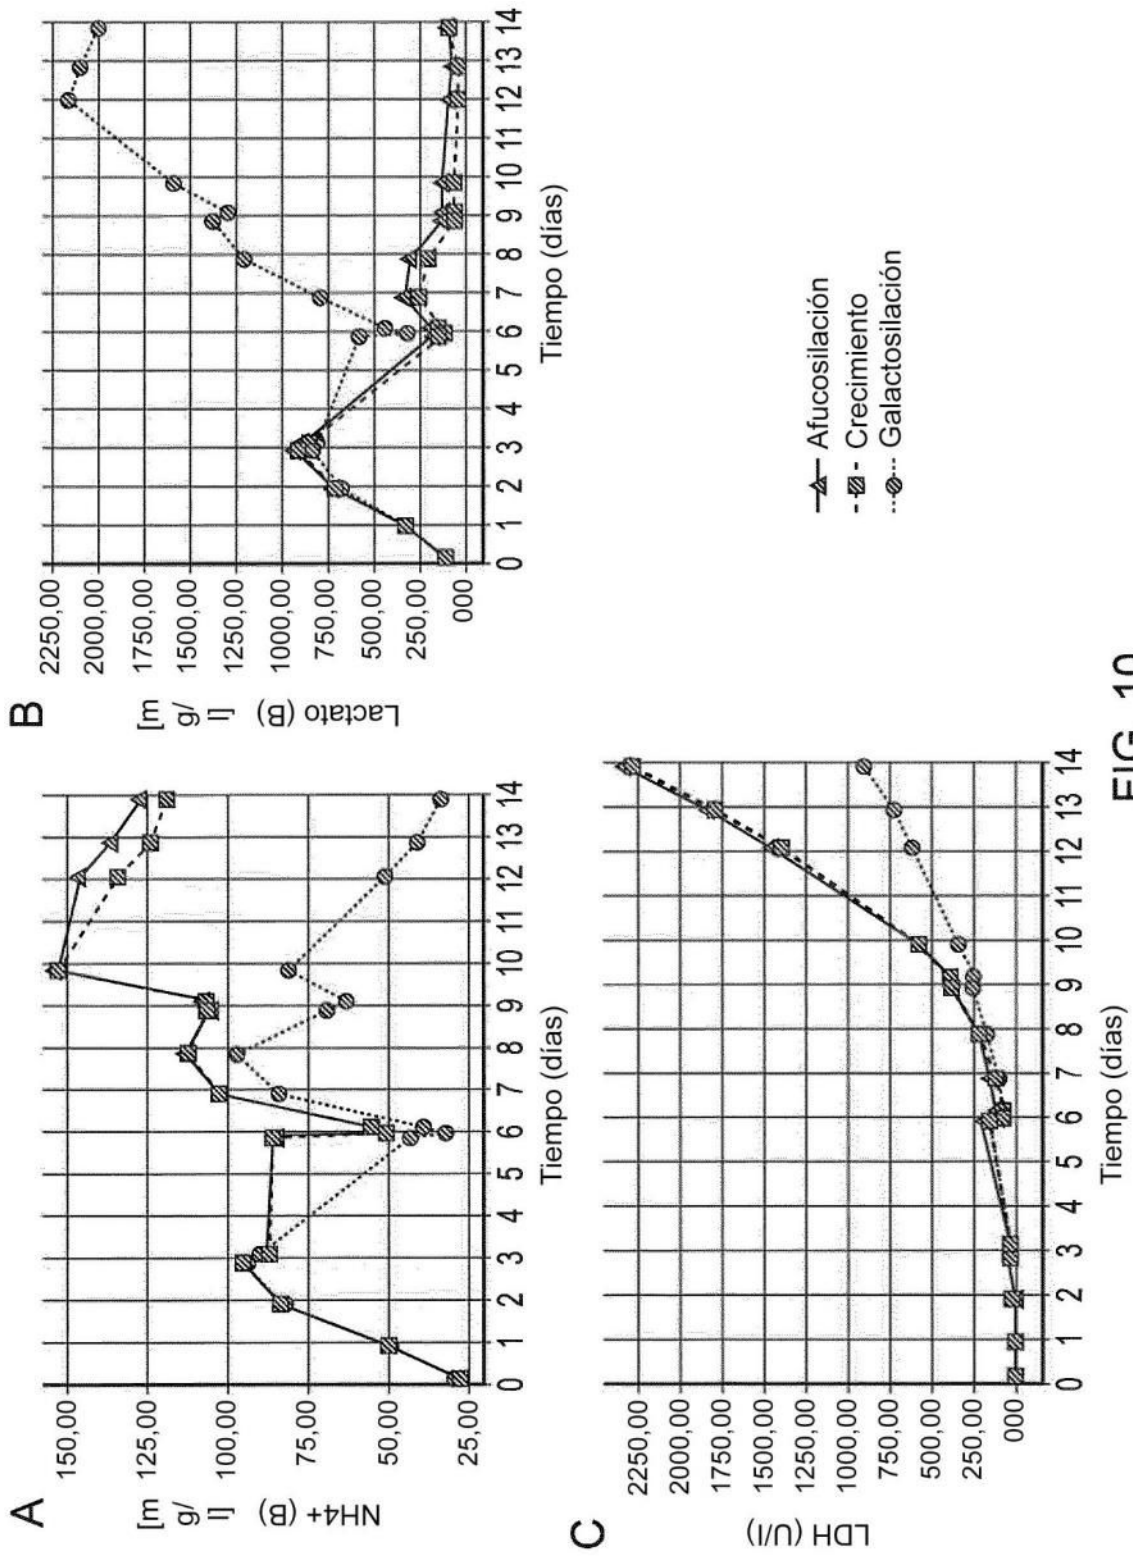 A
[m
g/
l]
NH4+ (B)
150,00
125,00
100,00
75,00
50,00
25,00
0 1 2 3 4 5 6 7 8 9 10 11 12 13 14
Tiempo (días)
B
[m
g/
l]
Lactato (B)
2250,00
2000,00
1750,00
1500,00
1250,00
1000,00
750,00
500,00
250,00
000,00
0 1 2 3 4 5 6 7 8 9 10 11 12 13 14
Tiempo (días)
C
LDH (U/l)
2250,00
2000,00
1750,00
1500,00
1250,00
1000,00
750,00
500,00
250,00
000,00
0 1 2 3 4 5 6 7 8 9 10 11 12 13 14
Tiempo (días)
Afucosilación
Crecimiento
Galactosilación
FIG 10